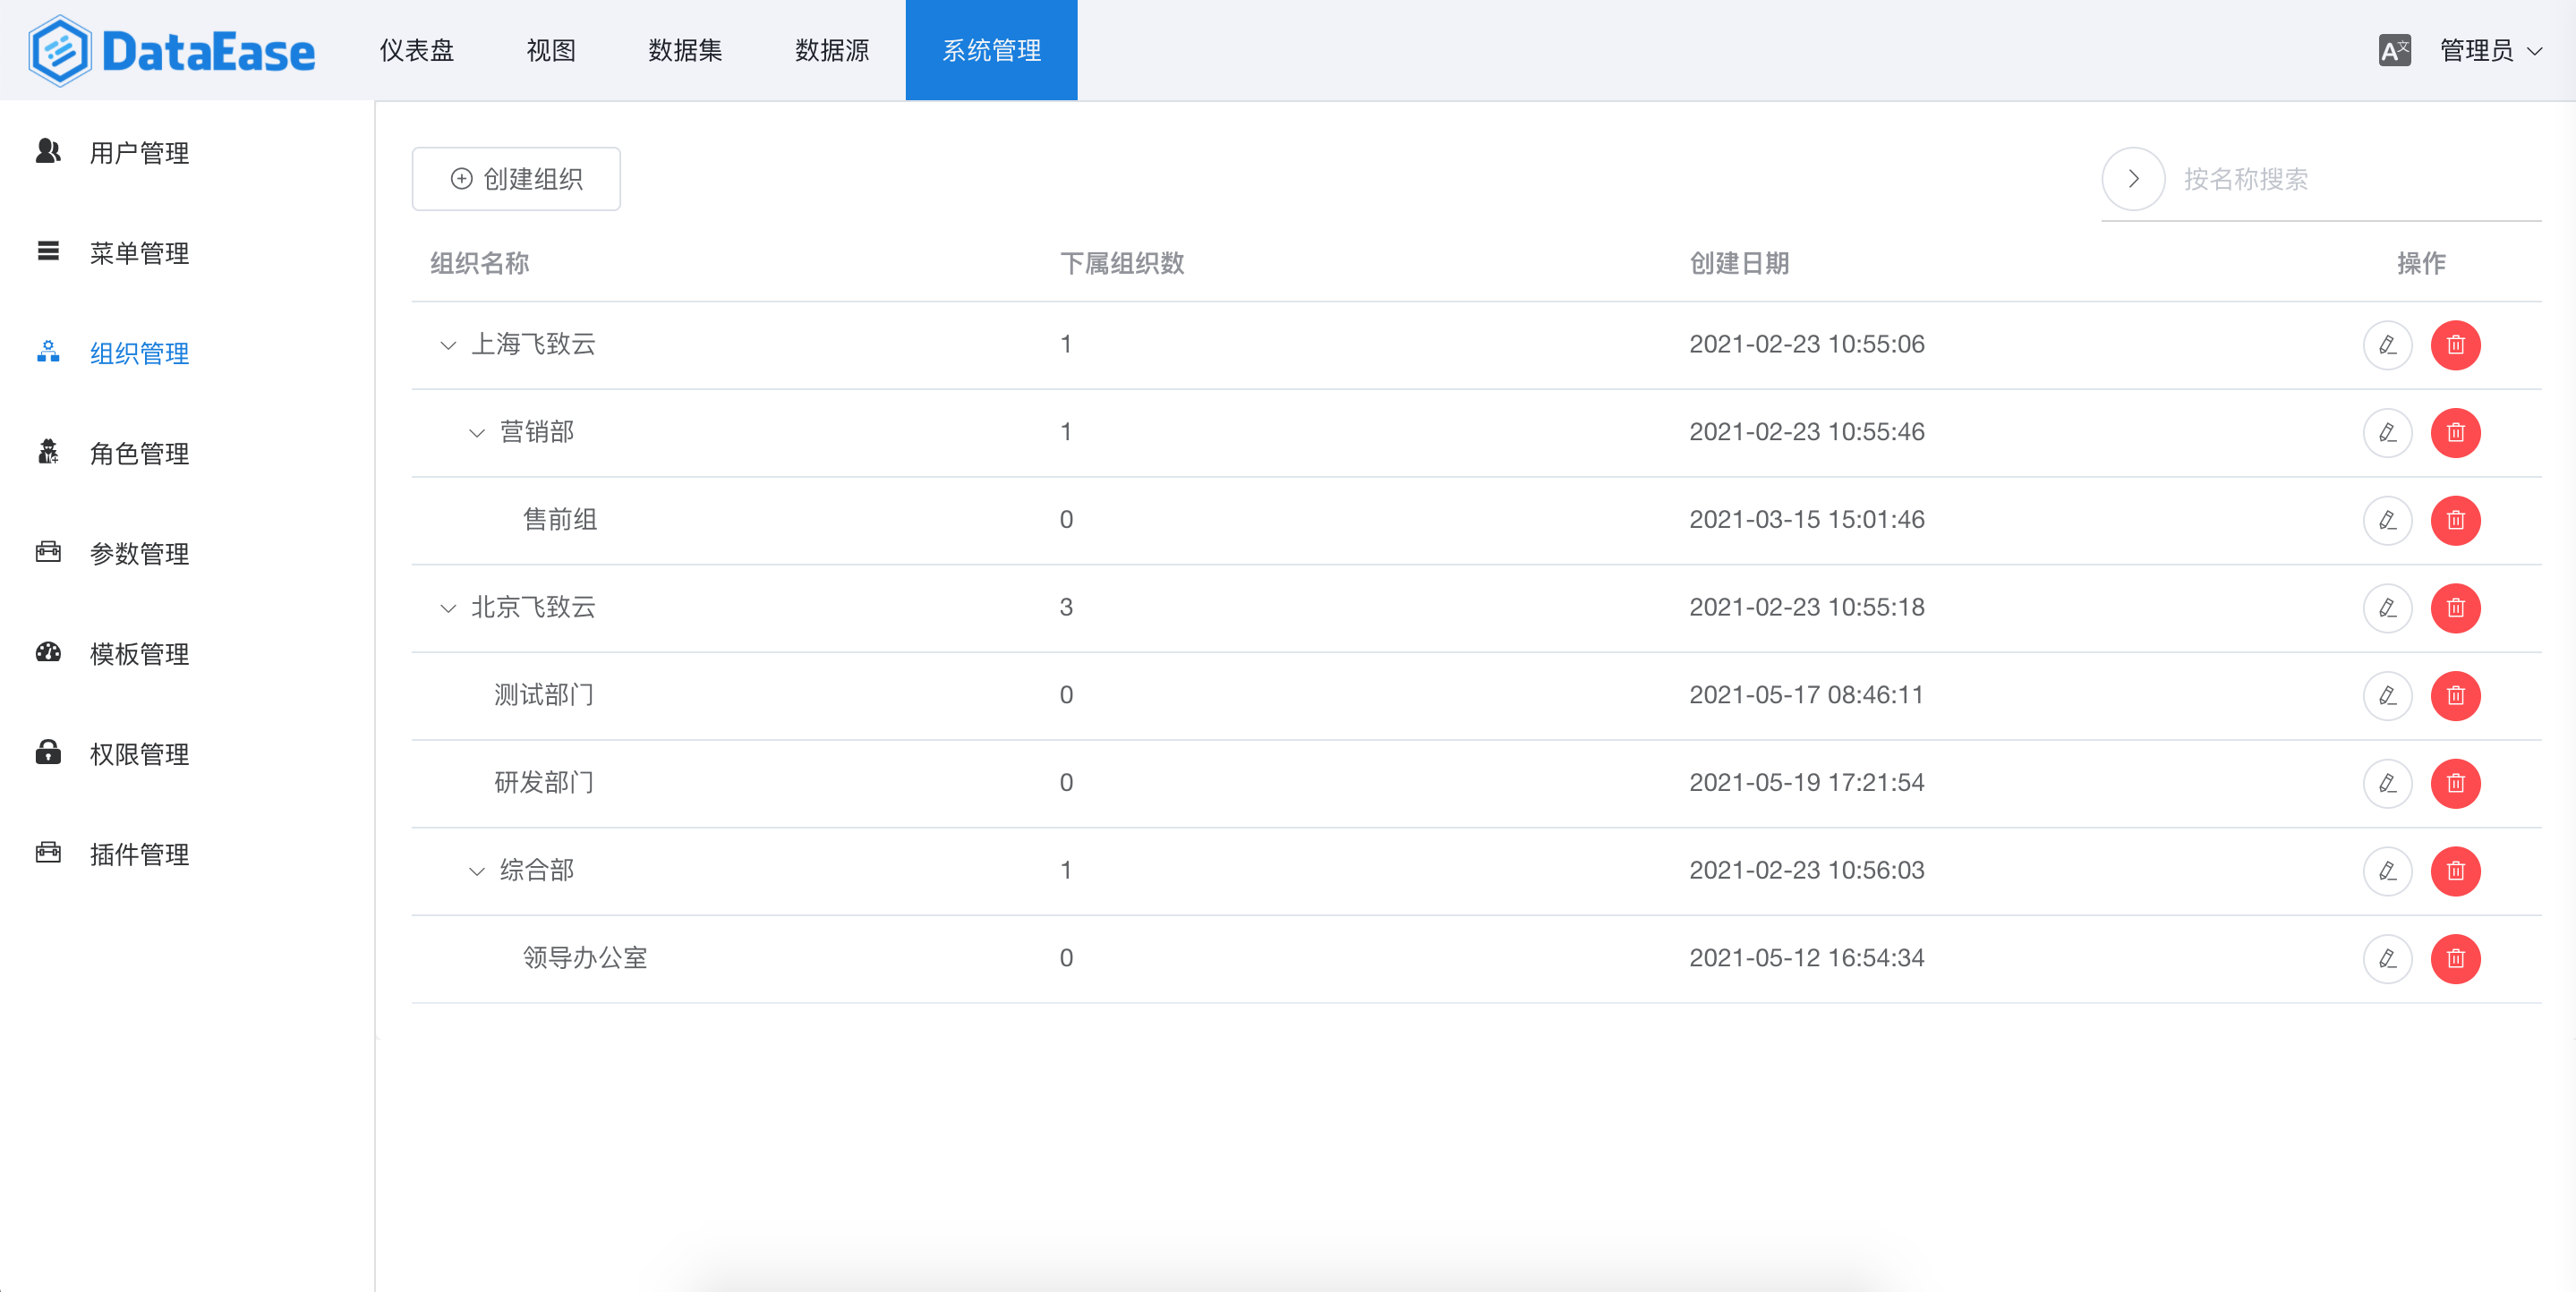 DataEase 仪表盘 视图 数据集 数据源 系统管理 A文 管理员
用户管理
菜单管理
组织管理
角色管理
参数管理
模板管理
权限管理
插件管理
创建组织 按名称搜索
组织名称 下属组织数 创建日期 操作
上海飞致云 1 2021-02-23 10:55:06
营销部 1 2021-02-23 10:55:46
售前组 0 2021-03-15 15:01:46
北京飞致云 3 2021-02-23 10:55:18
测试部门 0 2021-05-17 08:46:11
研发部门 0 2021-05-19 17:21:54
综合部 1 2021-02-23 10:56:03
领导办公室 0 2021-05-12 16:54:34